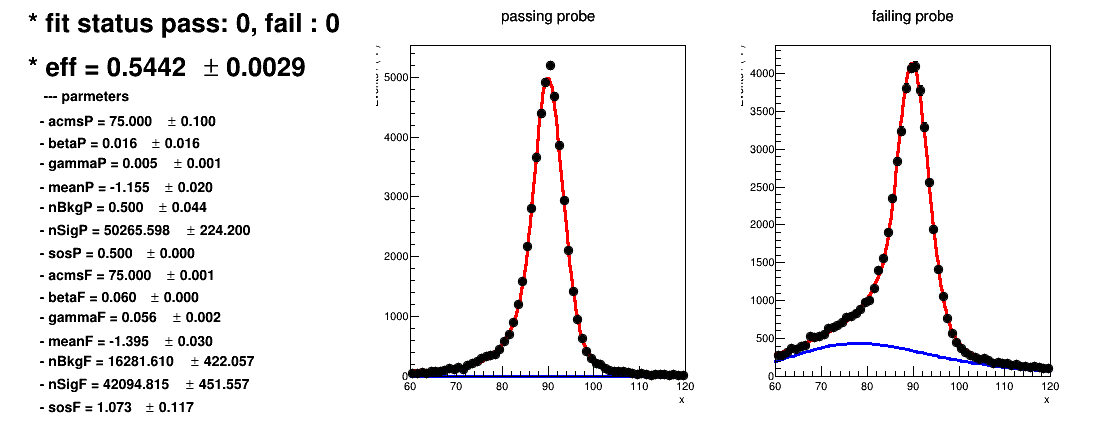 * fit status pass: 0, fail : 0
* eff = 0.5442 ± 0.0029
--- parmeters
- acmsP = 75.000 ± 0.100
- betaP = 0.016 ± 0.016
- gammaP = 0.005 ± 0.001
- meanP = -1.155 ± 0.020
- nBkgP = 0.500 ± 0.044
- nSigP = 50265.598 ± 224.200
- sosP = 0.500 ± 0.000
- acmsF = 75.000 ± 0.001
- betaF = 0.060 ± 0.000
- gammaF = 0.056 ± 0.002
- meanF = -1.395 ± 0.030
- nBkgF = 16281.610 ± 422.057
- nSigF = 42094.815 ± 451.557
- sosF = 1.073 ± 0.117
passing probe
5000
4000
3000
2000
1000
0
60 70 80 90 100 110 120
x
failing probe
4000
3500
3000
2500
2000
1500
1000
500
0
60 70 80 90 100 110 120
x